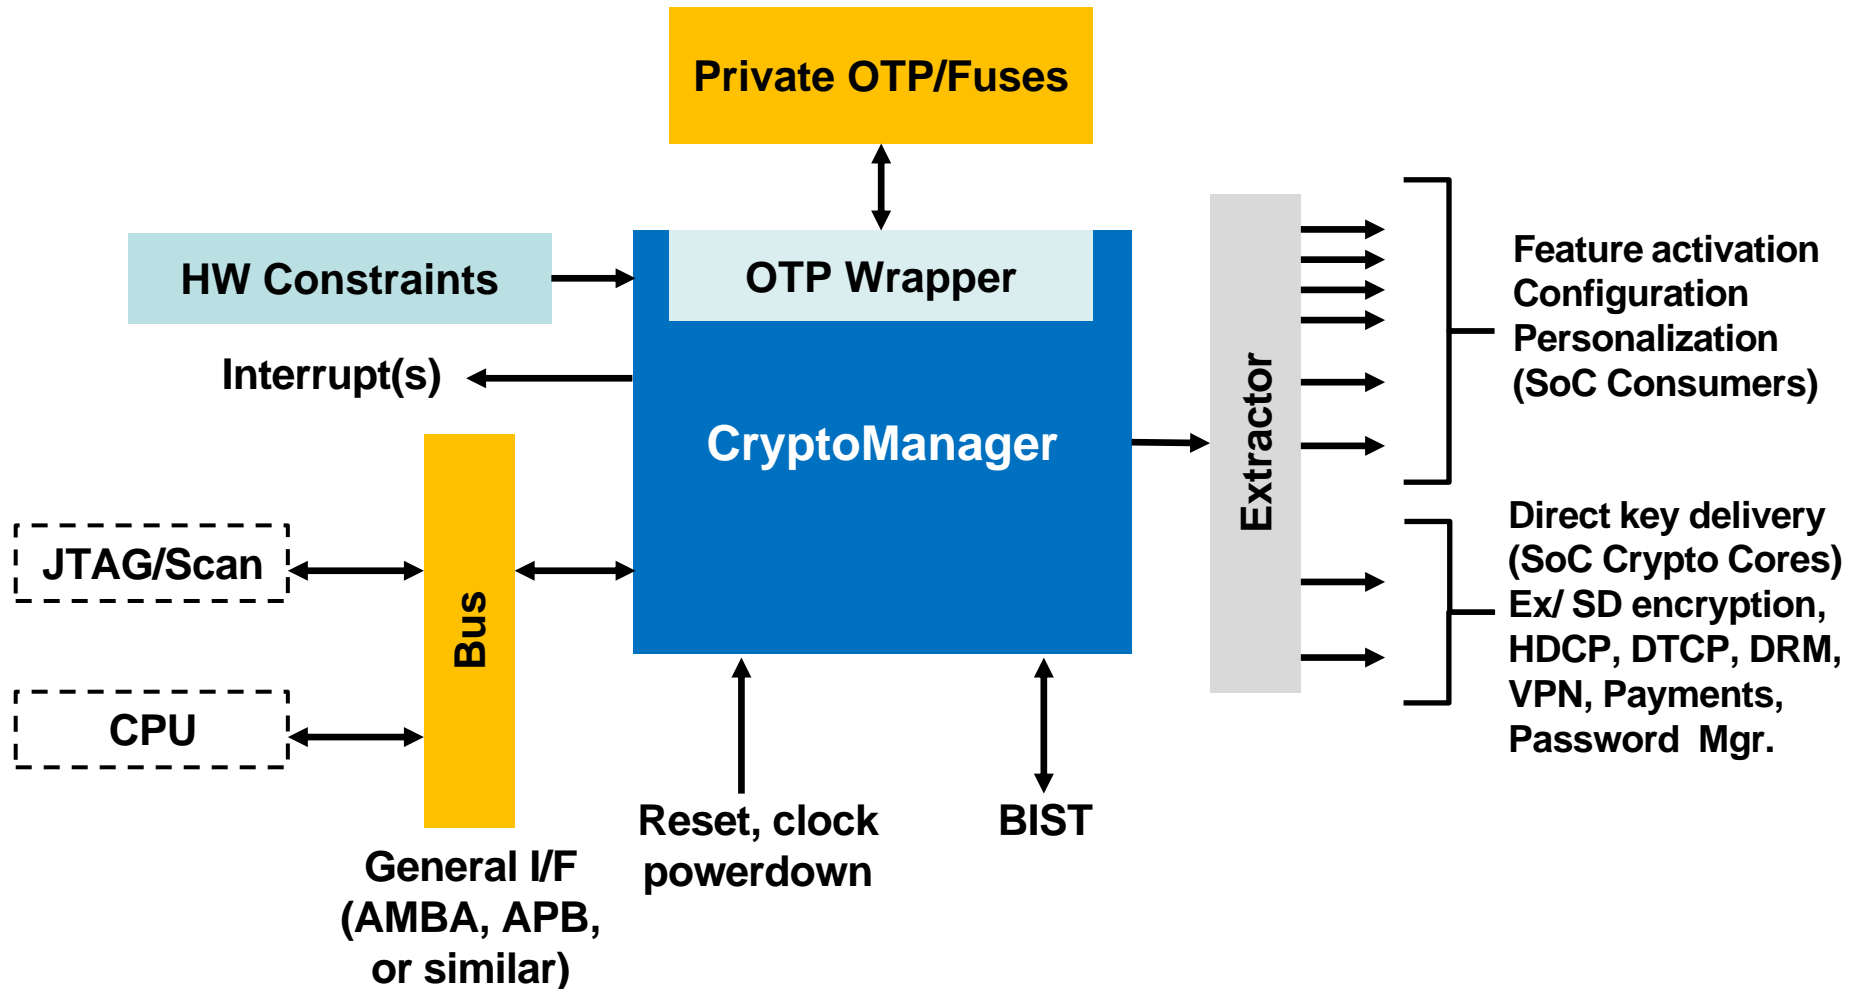 Private OTP/Fuses
HW Constraints
OTP Wrapper
Interrupt(s)
CryptoManager
Extractor
Feature activation
Configuration
Personalization
(SoC Consumers)
Direct key delivery
(SoC Crypto Cores)
Ex/ SD encryption,
HDCP, DTCP, DRM,
VPN, Payments,
Password  Mgr.
JTAG/Scan
CPU
Bus
General I/F
(AMBA, APB,
or similar)
Reset, clock
powerdown
BIST